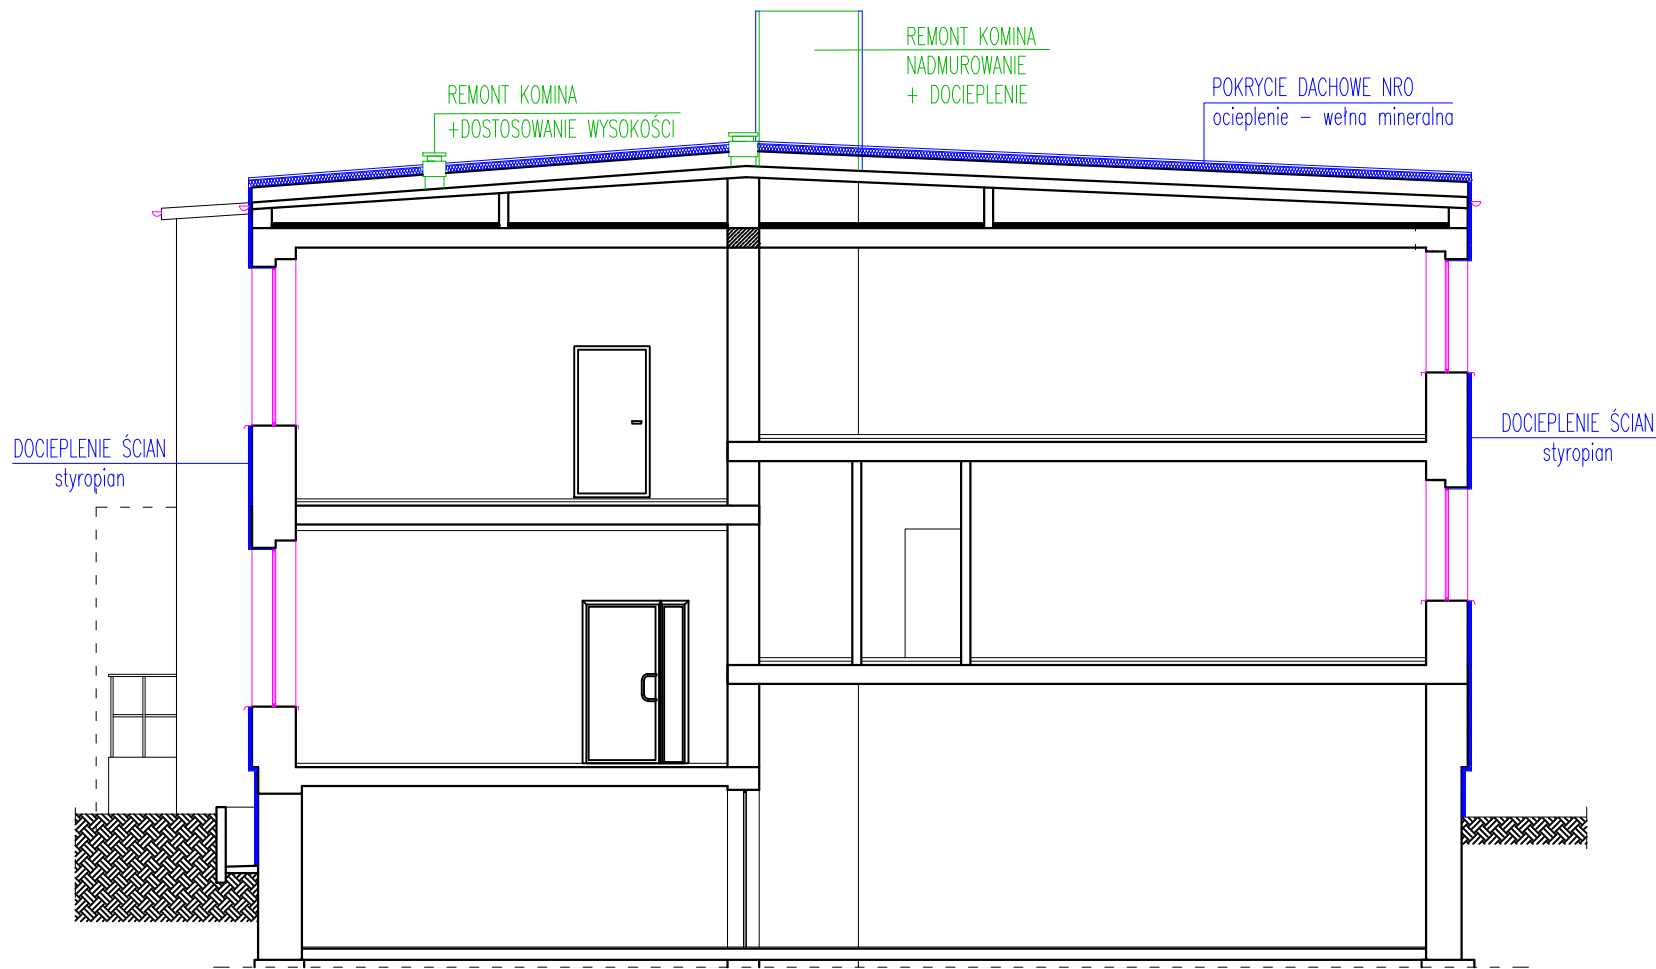 REMONT KOMINA
NADMUROWANIE
+ DOCIEPLENIE
REMONT KOMINA
+DOSTOSOWANIE WYSOKOŚCI
POKRYCIE DACHOWE NRO
ocieplenie – wełna mineralna
DOCIEPLENIE ŚCIAN
styropian
DOCIEPLENIE ŚCIAN
styropian